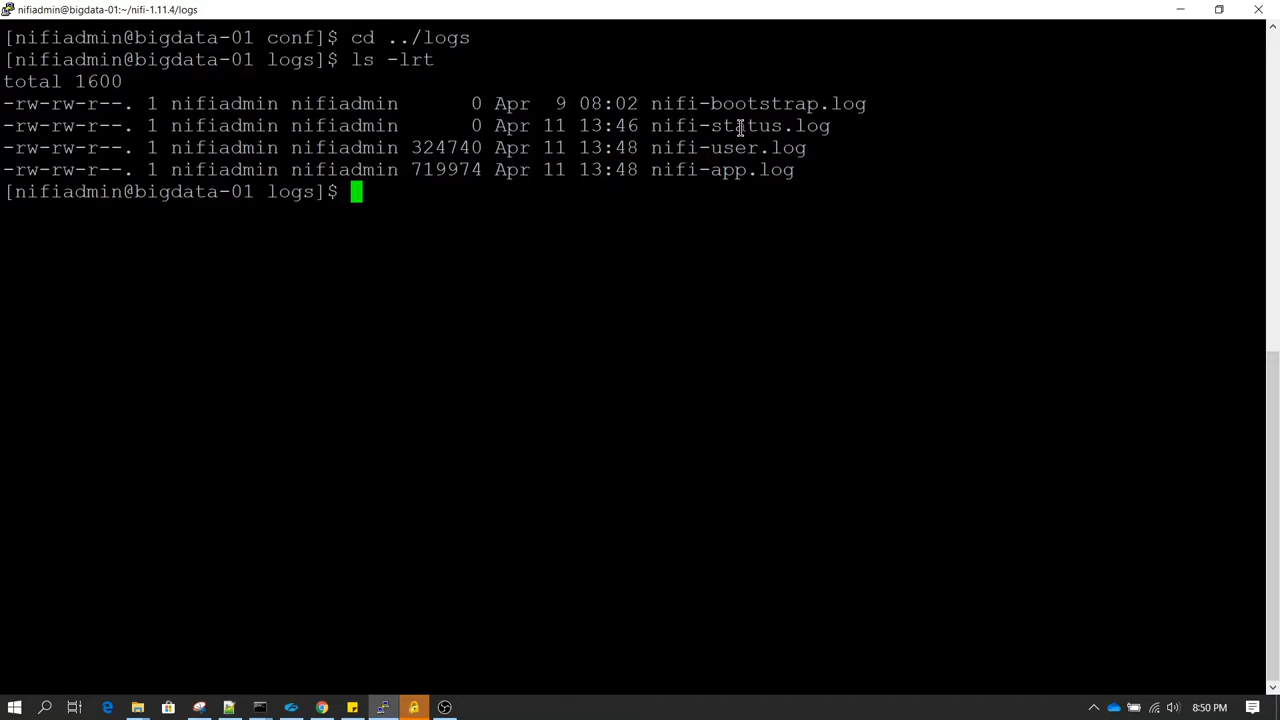 nifiadmin@bigdata-01:~/nifi-1.11.4/logs
[nifiadmin@bigdata-01 conf]$ cd ../logs
[nifiadmin@bigdata-01 logs]$ ls -lrt
total 1600
-rw-rw-r--. 1 nifiadmin nifiadmin      0 Apr  9 08:02 nifi-bootstrap.log
-rw-rw-r--. 1 nifiadmin nifiadmin      0 Apr 11 13:46 nifi-status.log
-rw-rw-r--. 1 nifiadmin nifiadmin 324740 Apr 11 13:48 nifi-user.log
-rw-rw-r--. 1 nifiadmin nifiadmin 719974 Apr 11 13:48 nifi-app.log
[nifiadmin@bigdata-01 logs]$
8:50 PM